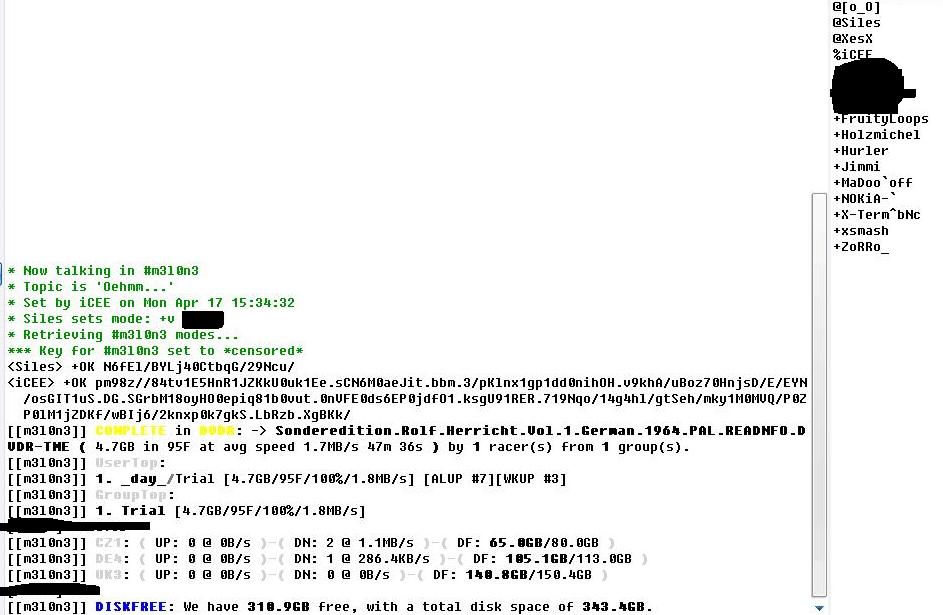 @[o_O]
@Siles
@XesX
%iCEE
+FruityLoops
+Holzmichel
+Hurler
+Jimmi
+MaDoo`off
+NOKiA-`
+X-Term^bNc
+xsmash
+ZoRRo_
* Now talking in #m3l0n3
* Topic is 'Oehmm...'
* Set by iCEE on Mon Apr 17 15:34:32
* Siles sets mode: +v
* Retrieving #m3l0n3 modes...
*** Key for #m3l0n3 set to *censored*
<Siles> +OK N6fEl/BYLj40CtbqG/29Ncu/
<iCEE> +OK pm98z//84tv1E5HnR1JZKkU0uk1Ee.sCN6M0aeJit.bbm.3/pKlnx1gp1dd0nihOH.v9khA/uBoz70HnjsD/E/EYN
/osGIT1uS.DG.SGrbM18oyHO0epiq81b0vut.0nVFE0ds6EP0jdfO1.ksgU91RER.719Nqo/14g4hl/gtSeh/mky1M0MVQ/P0Z
P0lM1jZDKf/wBIj6/2knxp0k7gkS.LbRzb.XgBKk/
[[m3l0n3]] COMPLETE in DVDR: -> Sonderedition.Rolf.Herricht.Vol.1.German.1964.PAL.READNFO.D
VDR-TME ( 4.7GB in 95F at avg speed 1.7MB/s 47m 36s ) by 1 racer(s) from 1 group(s).
[[m3l0n3]] UserTop:
[[m3l0n3]] 1. _day_/Trial [4.7GB/95F/100%/1.8MB/s] [ALUP #7][WKUP #3]
[[m3l0n3]] GroupTop:
[[m3l0n3]] 1. Trial [4.7GB/95F/100%/1.8MB/s]
[[m3l0n3]] CZ1: ( UP: 0 @ 0B/s )-( DN: 2 @ 1.1MB/s )-( DF: 65.0GB/80.0GB )
[[m3l0n3]] DE4: ( UP: 0 @ 0B/s )-( DN: 1 @ 286.4KB/s )-( DF: 105.1GB/113.0GB )
[[m3l0n3]] UK3: ( UP: 0 @ 0B/s )-( DN: 0 @ 0B/s )-( DF: 140.8GB/150.4GB )
[[m3l0n3]] DISKFREE: We have 310.9GB free, with a total disk space of 343.4GB.